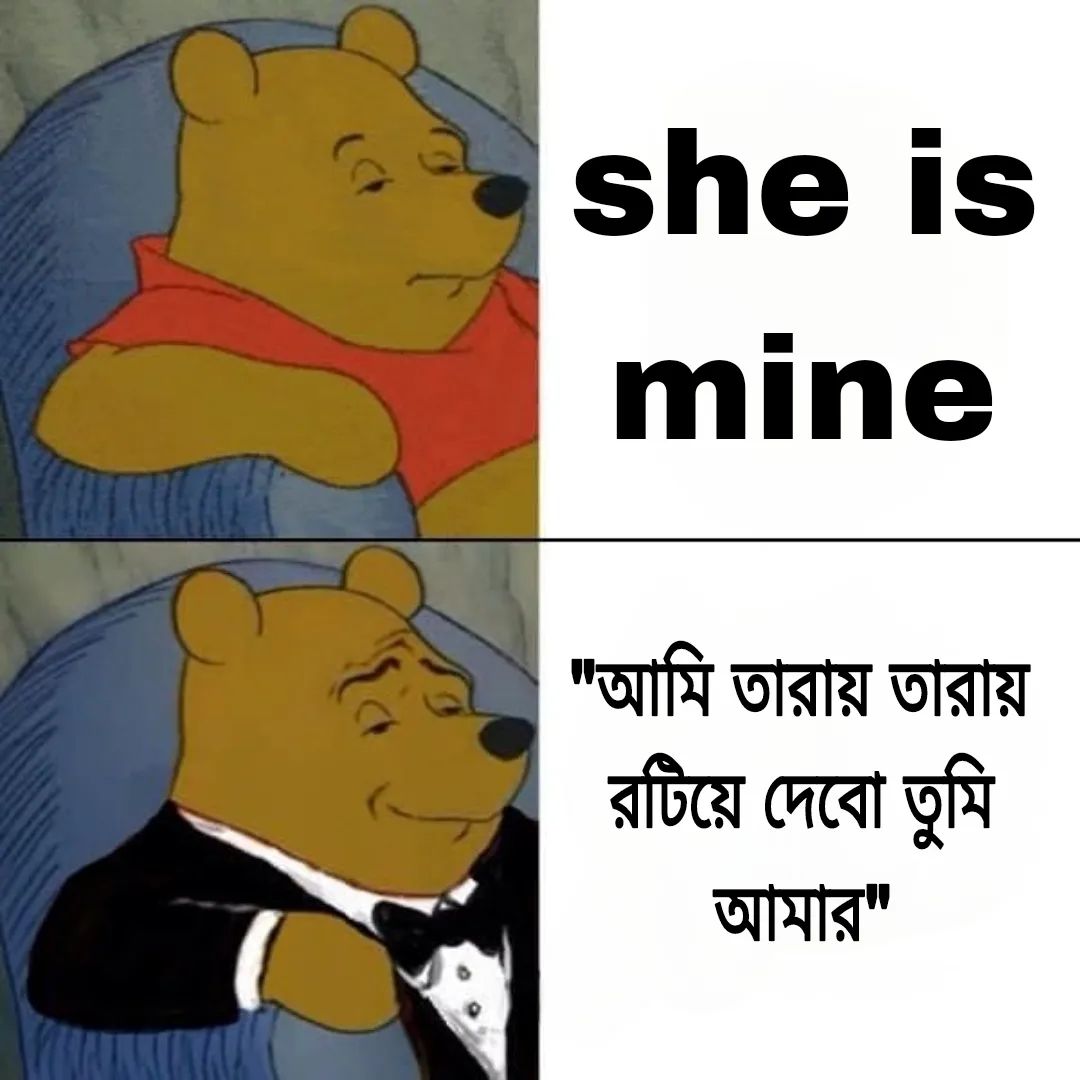 she is
mine
"আমি তারায় তারায়
রটিয়ে দেবো তুমি
আমার"